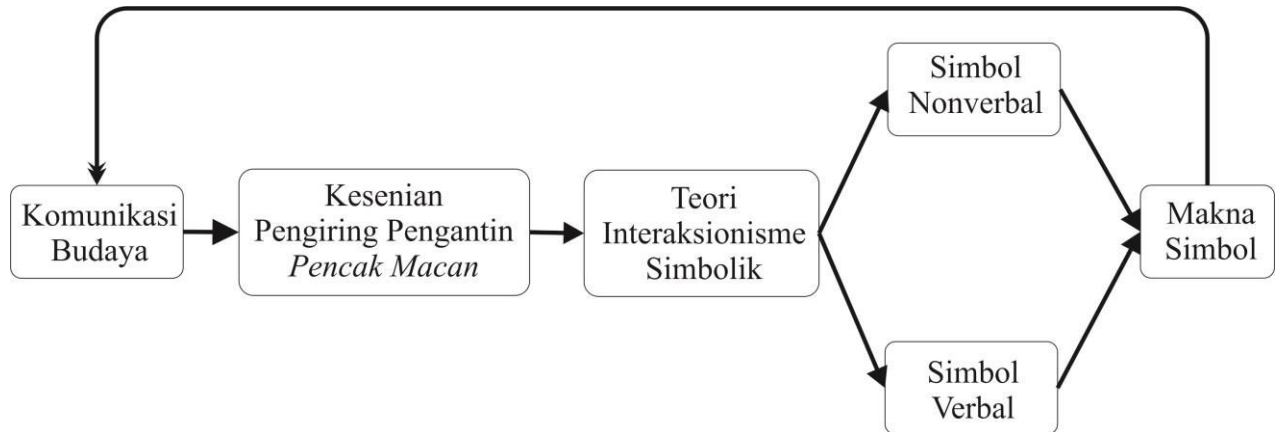 Komunikasi
Budaya
Kesenian
Pengiring Pengantin
Pencak Macan
Teori
Interaksionisme
Simbolik
Simbol
Nonverbal
Simbol
Verbal
Makna
Simbol